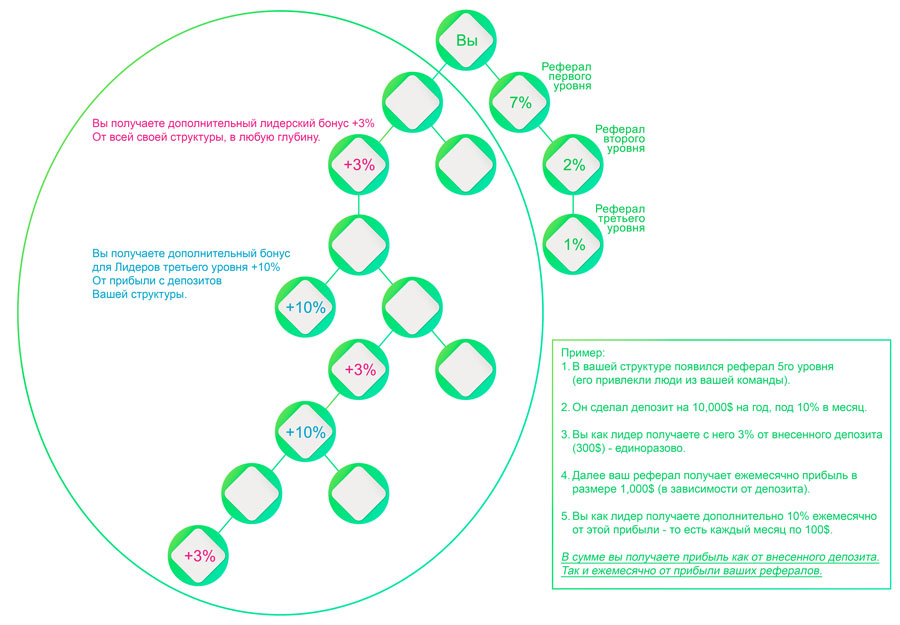 Вы
Реферал
первого
уровня
7%
Вы получаете дополнительный лидерский бонус +3%
От всей своей структуры, в любую глубину.
Реферал
второго
уровня
+3%
2%
Реферал
третьего
уровня
1%
Вы получаете дополнительный бонус
для Лидеров третьего уровня +10%
От прибыли с депозитов
Вашей структуры.
+10%
+3%
+10%
+3%
Пример:
1. В вашей структуре появился реферал 5го уровня
(его привлекли люди из вашей команды).
2. Он сделал депозит на 10,000$ на год, под 10% в месяц.
3. Вы как лидер получаете с него 3% от внесенного депозита
(300$) - единоразово.
4. Далее ваш реферал получает ежемесячно прибыль в
размере 1,000$ (в зависимости от депозита).
5. Вы как лидер получаете дополнительно 10% ежемесячно
от этой прибыли - то есть каждый месяц по 100$.
В сумме вы получаете прибыль как от внесенного депозита.
Так и ежемесячно от прибыли ваших рефералов.